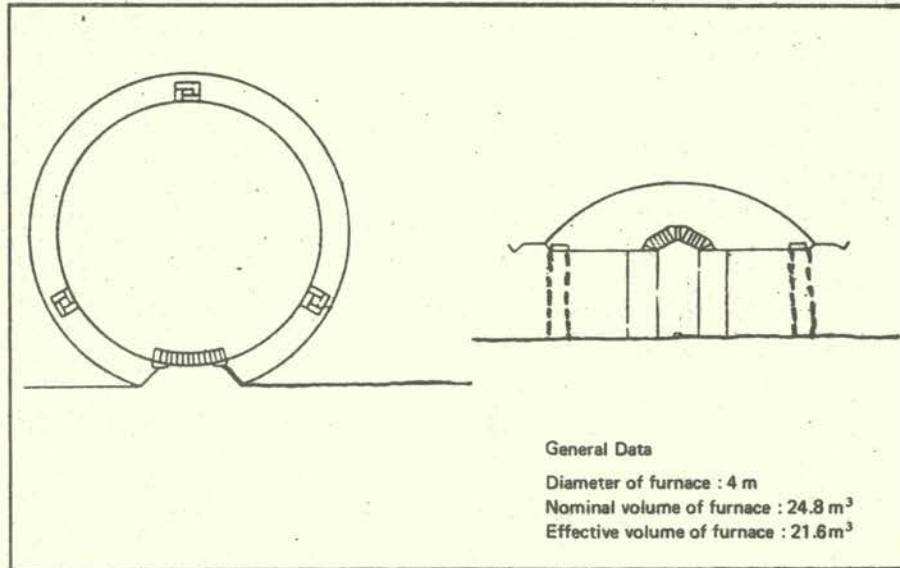 General Data
Diameter of furnace : 4 m
Nominal volume of furnace : 24.8 m³
Effective volume of furnace : 21.6m³